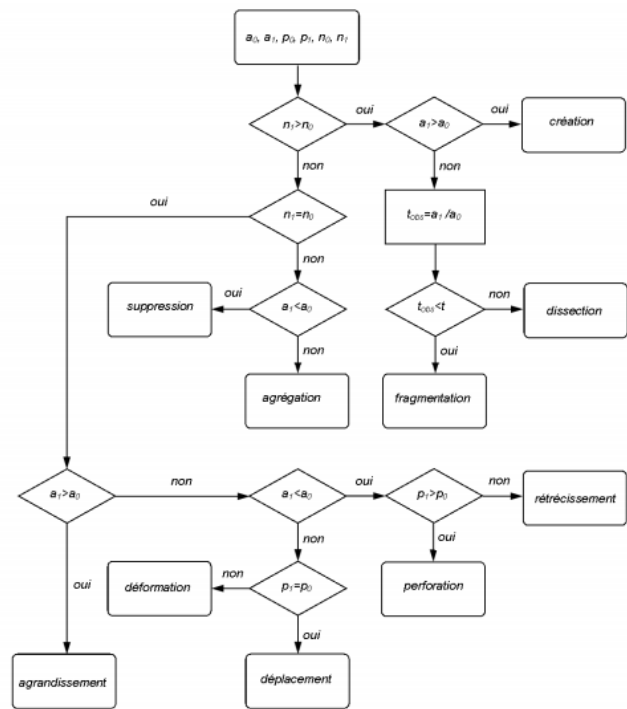 a₀, a₁, p₀, p₁, n₀, n₁
n₁>n₀
oui
a₁>a₀
oui
création
non
non
oui
n₁=n₀
t_obs=a₁/a₀
non
suppression
oui
a₁<a₀
t_obs<t
non
dissection
non
oui
agrégation
fragmentation
a₁>a₀
non
a₁<a₀
oui
p₁>p₀
non
rétrécissement
non
oui
oui
déformation
non
p₁=p₀
perforation
oui
agrandissement
déplacement